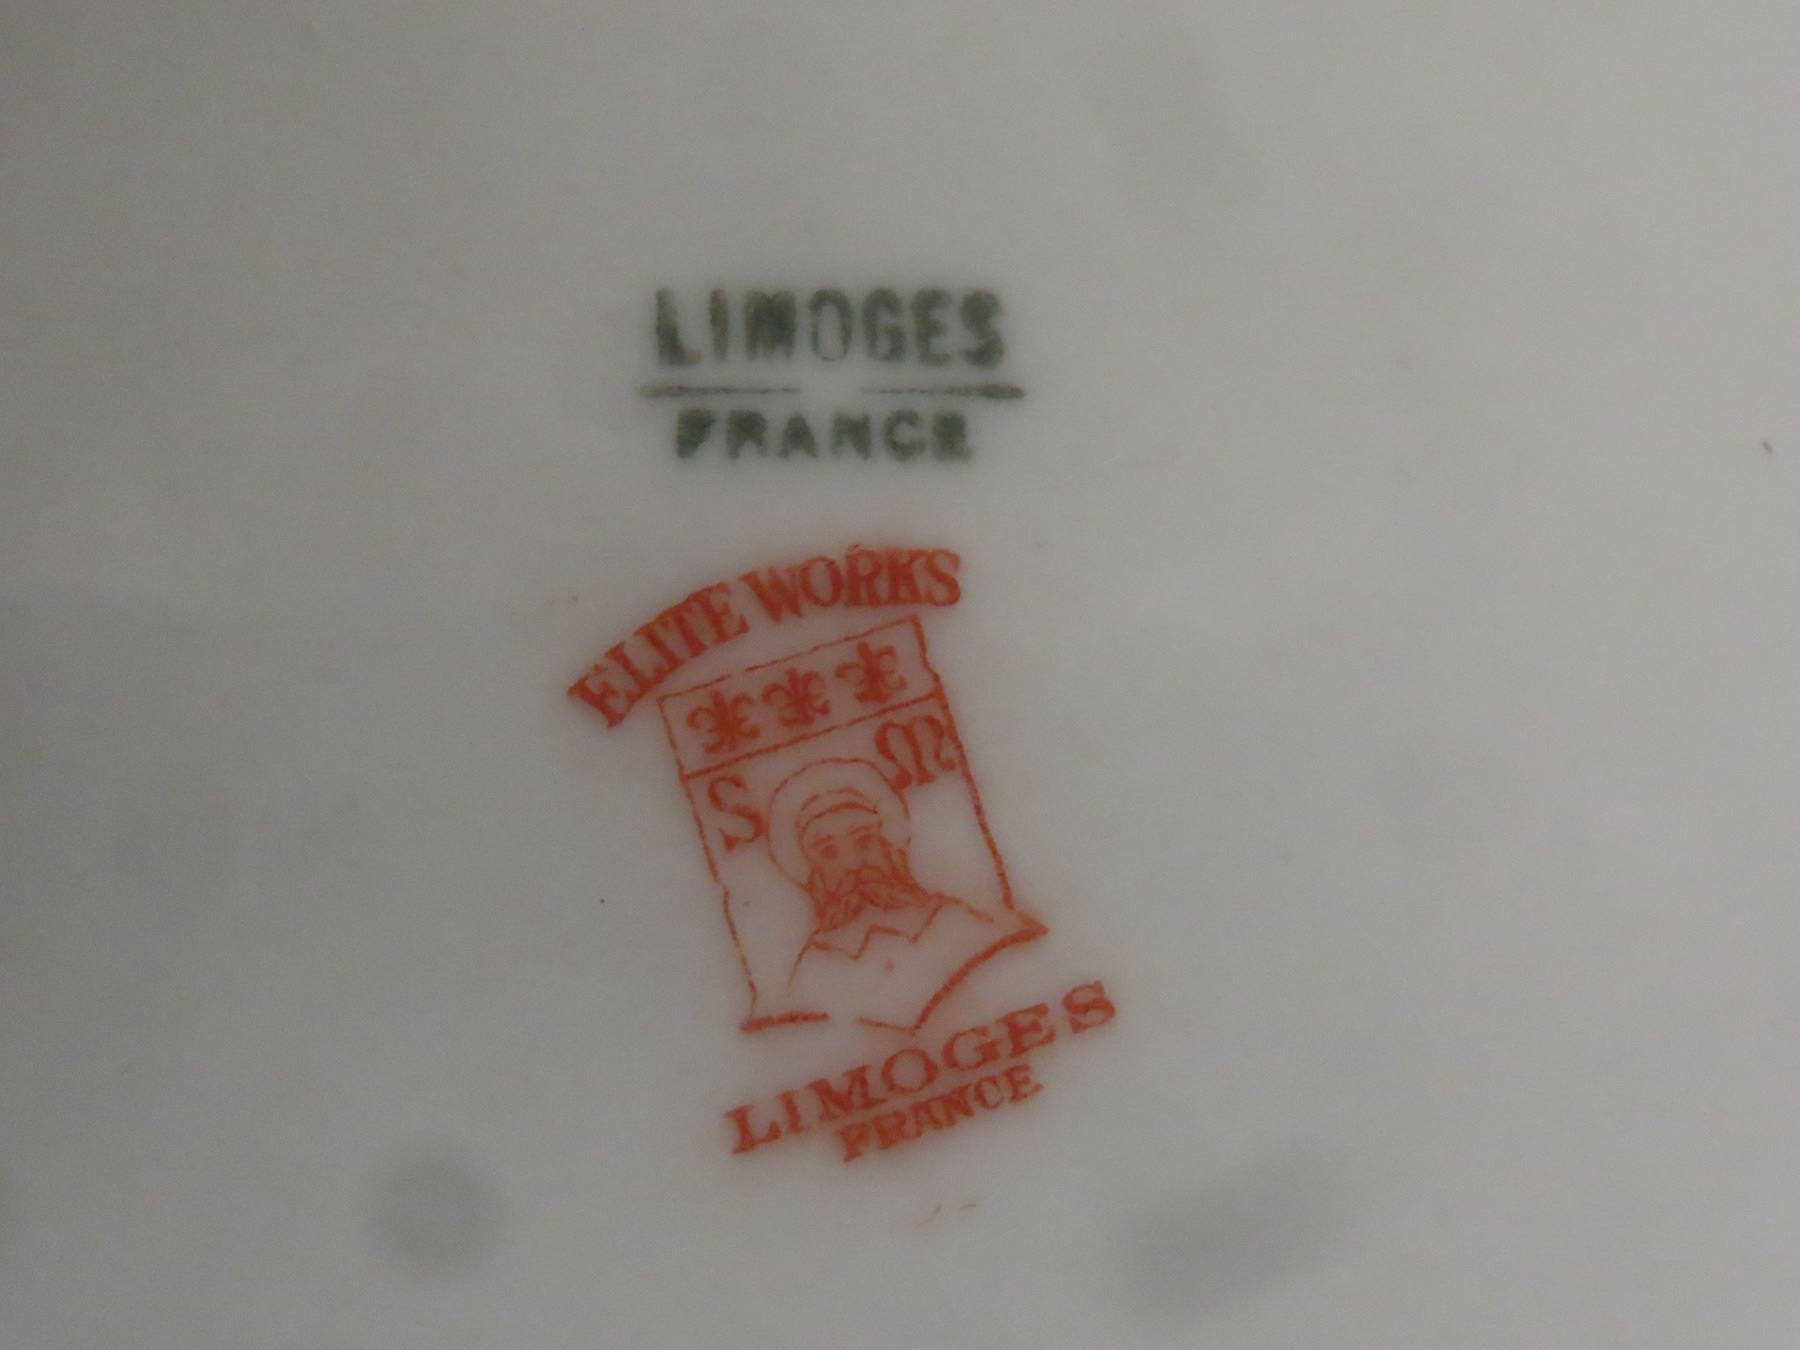 LIMOGES
FRANCE
ELITE WORKS
S M
LIMOGES
FRANCE